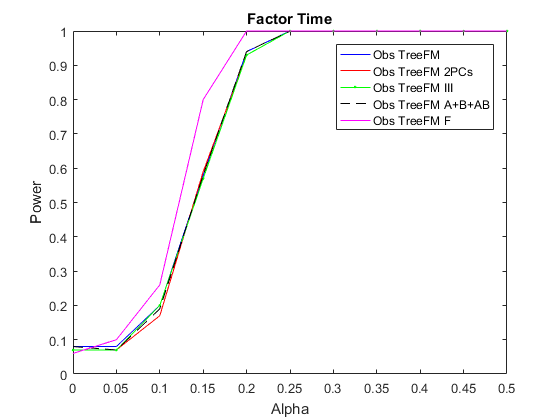 Factor Time
1
0.9
0.8
0.7
0.6
0.5
0.4
0.3
0.2
0.1
0
Power
Obs TreeFM
Obs TreeFM 2PCs
Obs TreeFM III
Obs TreeFM A+B+AB
Obs TreeFM F
0 0.05 0.1 0.15 0.2 0.25 0.3 0.35 0.4 0.45 0.5
Alpha